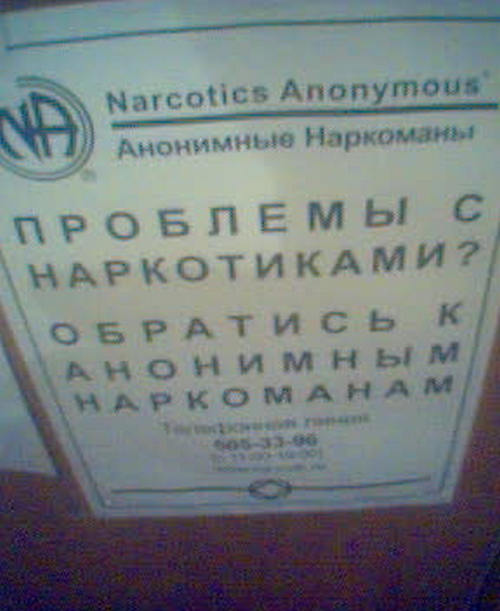 NA
Narcotics Anonymous®
Анонимные Наркоманы
ПРОБЛЕМЫ С
НАРКОТИКАМИ?
ОБРАТИСЬ К
АНОНИМНЫМ
НАРКОМАНАМ
Телефонная линия